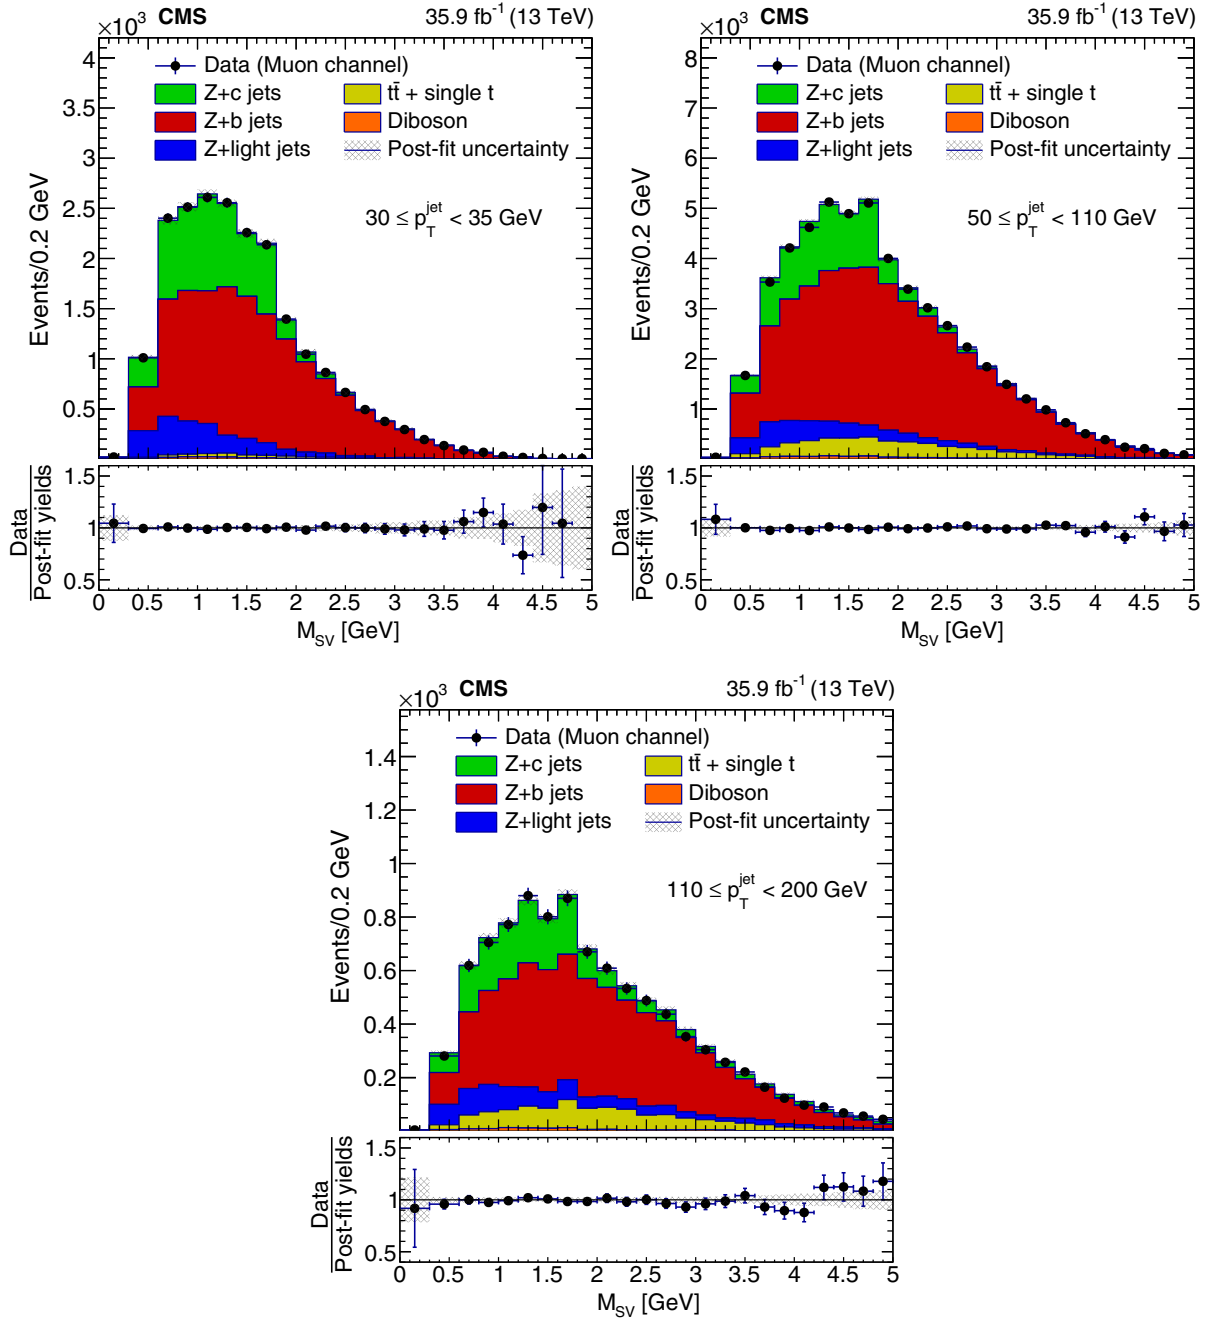 ×10³ CMS 35.9 fb⁻¹ (13 TeV)
4
3.5
3
2.5
2
1.5
1
0.5
Events/0.2 GeV
Data (Muon channel)
Z+c jets tt̄ + single t
Z+b jets Diboson
Z+light jets Post-fit uncertainty
30 ≤ p_T^jet < 35 GeV
Data
Post-fit yields
1.5
1
0.5
0 0.5 1 1.5 2 2.5 3 3.5 4 4.5 5
M_SV [GeV]
×10³ CMS 35.9 fb⁻¹ (13 TeV)
8
7
6
5
4
3
2
1
Events/0.2 GeV
Data (Muon channel)
Z+c jets tt̄ + single t
Z+b jets Diboson
Z+light jets Post-fit uncertainty
50 ≤ p_T^jet < 110 GeV
Data
Post-fit yields
1.5
1
0.5
0 0.5 1 1.5 2 2.5 3 3.5 4 4.5 5
M_SV [GeV]
×10³ CMS 35.9 fb⁻¹ (13 TeV)
1.4
1.2
1
0.8
0.6
0.4
0.2
Events/0.2 GeV
Data (Muon channel)
Z+c jets tt̄ + single t
Z+b jets Diboson
Z+light jets Post-fit uncertainty
110 ≤ p_T^jet < 200 GeV
Data
Post-fit yields
1.5
1
0.5
0 0.5 1 1.5 2 2.5 3 3.5 4 4.5 5
M_SV [GeV]